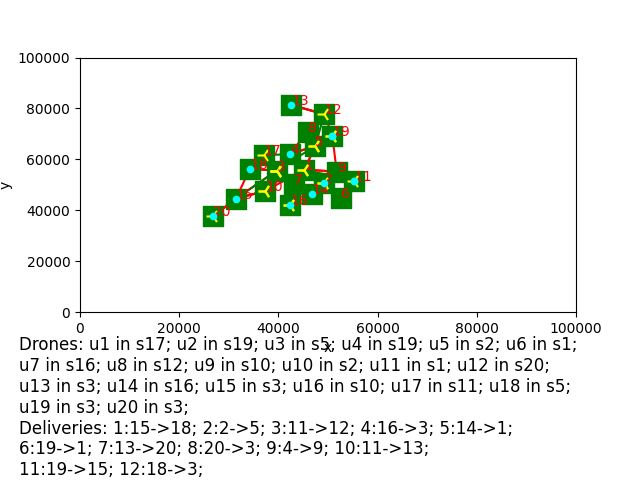 100000
80000
60000
40000
20000
0
y
0 20000 40000 60000 80000 100000
x
Drones: u1 in s17; u2 in s19; u3 in s5; u4 in s19; u5 in s2; u6 in s1;
u7 in s16; u8 in s12; u9 in s10; u10 in s2; u11 in s1; u12 in s20;
u13 in s3; u14 in s16; u15 in s3; u16 in s10; u17 in s11; u18 in s5;
u19 in s3; u20 in s3;
Deliveries: 1:15->18; 2:2->5; 3:11->12; 4:16->3; 5:14->1;
6:19->1; 7:13->20; 8:20->3; 9:4->9; 10:11->13;
11:19->15; 12:18->3;